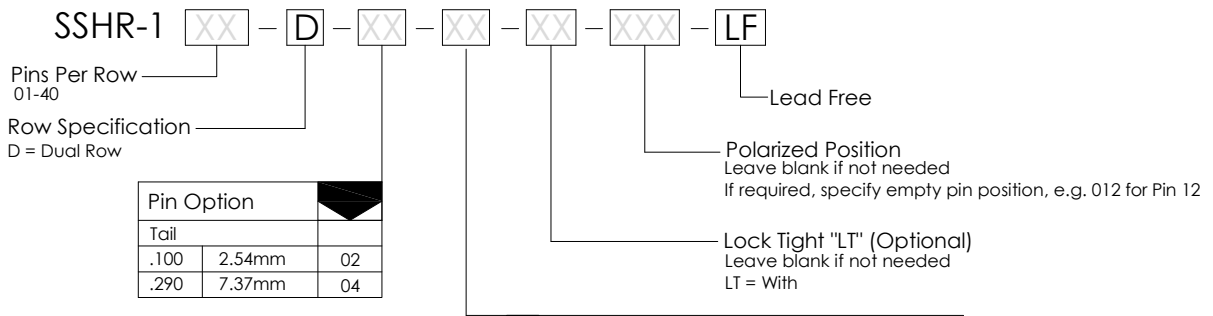 SSHR-1 XX – D – XX – XX – XX – XXX – LF
Pins Per Row
01-40
Lead Free
Row Specification
D = Dual Row
Polarized Position
Leave blank if not needed
If required, specify empty pin position, e.g. 012 for Pin 12
Pin Option
Tail
.100 2.54mm 02
.290 7.37mm 04
Lock Tight "LT" (Optional)
Leave blank if not needed
LT = With